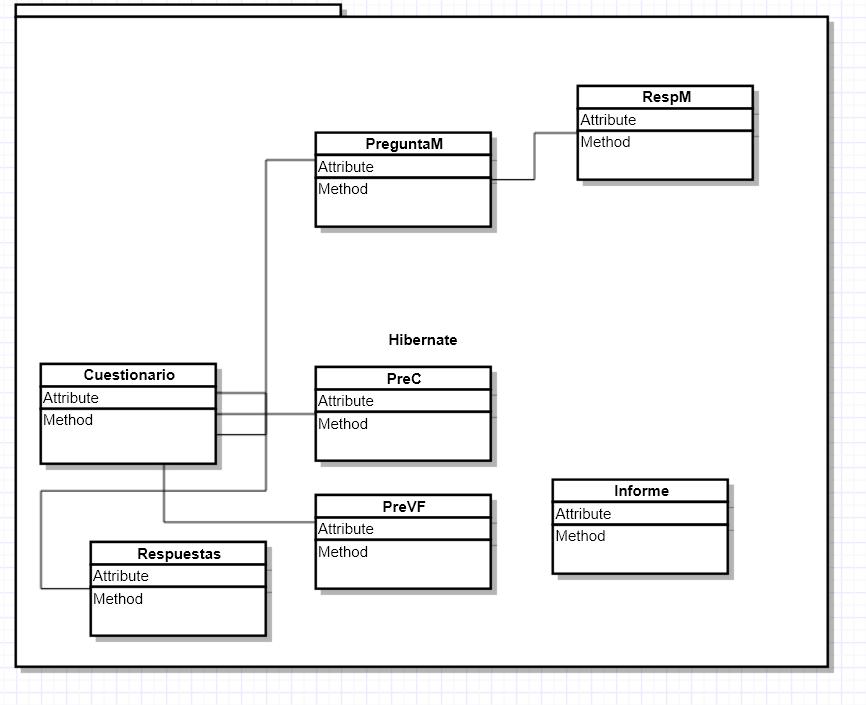 RespM
Attribute
Method
PreguntaM
Attribute
Method
Hibernate
Cuestionario
Attribute
Method
PreC
Attribute
Method
Informe
Attribute
Method
PreVF
Attribute
Method
Respuestas
Attribute
Method